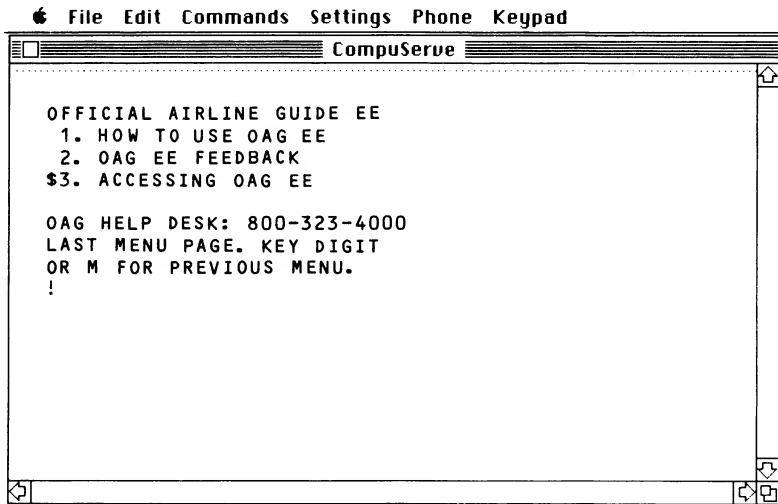 File Edit Commands Settings Phone Keypad
CompuServe
OFFICIAL AIRLINE GUIDE EE
1. HOW TO USE OAG EE
2. OAG EE FEEDBACK
$3. ACCESSING OAG EE
OAG HELP DESK: 800-323-4000
LAST MENU PAGE. KEY DIGIT
OR M FOR PREVIOUS MENU.
!